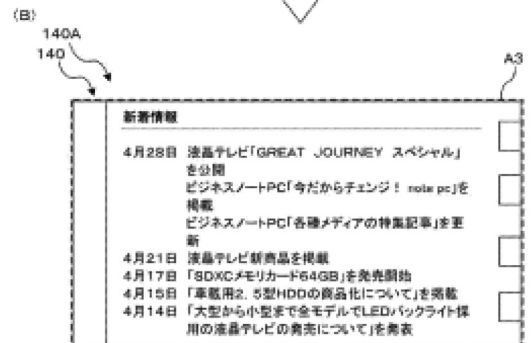 (B)
140A
140
A3
新着情報
4月28日 液晶テレビ「GREAT JOURNEY スペシャル」
を公開
ビジネスノートPC「今だからチェンジ! note pc」を
掲載
ビジネスノートPC「各種メディアの特集記事」を更
新
4月21日 液晶テレビ新商品を掲載
4月17日 「SDXCメモリカード64GB」を発売開始
4月15日 「車載用2.5型HDDの商品化について」を掲載
4月14日 「大型から小型まで全モデルでLEDバックライト採
用の液晶テレビの発売について」を発表